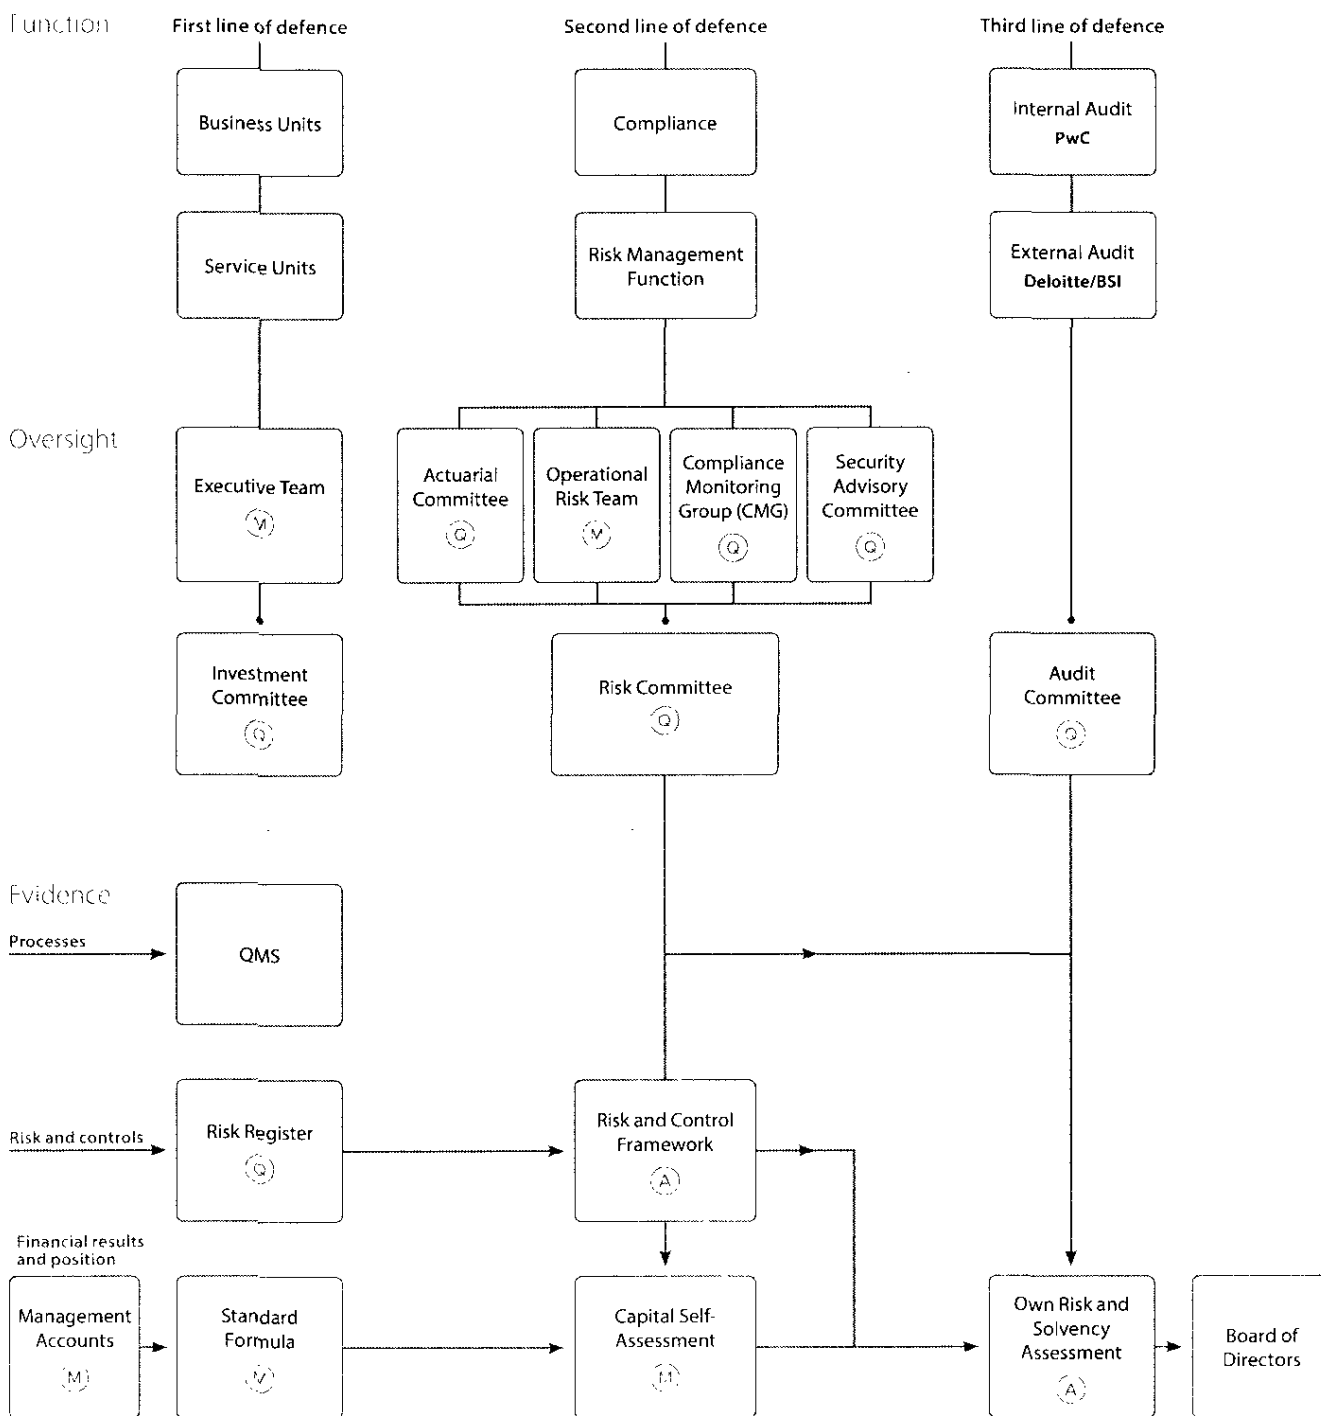 Function
First line of defence
Second line of defence
Third line of defence
Business Units
Compliance
Internal Audit
PwC
Service Units
Risk Management
Function
External Audit
Deloitte/BSI
Oversight
Executive Team
M
Actuarial
Committee
Q
Operational
Risk Team
M
Compliance
Monitoring
Group (CMG)
Q
Security
Advisory
Committee
Q
Investment
Committee
Q
Risk Committee
Q
Audit
Committee
Q
Evidence
Processes
QMS
Risk and controls
Risk Register
Q
Risk and Control
Framework
A
Financial results
and position
Management
Accounts
M
Standard
Formula
M
Capital Self-
Assessment
M
Own Risk and
Solvency
Assessment
A
Board of
Directors